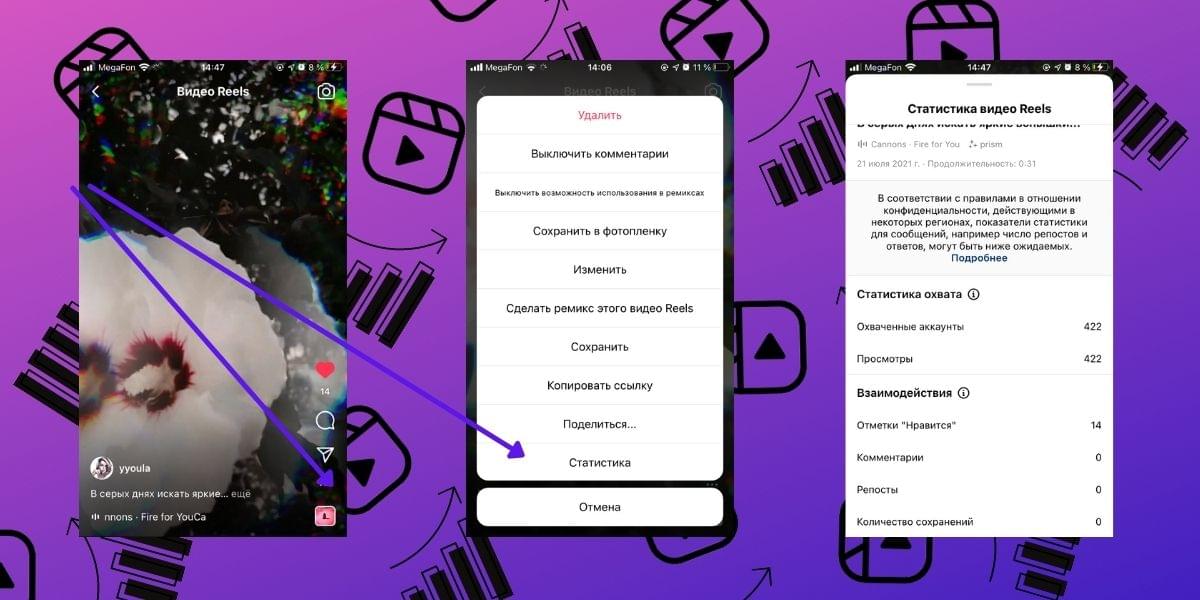 MegaFon 14:47 8 %
Видео Reels
14
yyoula
В серых днях искать яркие... ещё
nnons · Fire for YouCa
MegaFon 14:06 11 %
Видео Reels
Удалить
Выключить комментарии
Выключить возможность использования в ремиксах
Сохранить в фотопленку
Изменить
Сделать ремикс этого видео Reels
Сохранить
Копировать ссылку
Поделиться...
Статистика
Отмена
MegaFon 14:47 8 %
Статистика видео Reels
В серых днях искать яркие вспышки...
Cannons · Fire for You prism
21 июля 2021 г. · Продолжительность: 0:31
В соответствии с правилами в отношении
конфиденциальности, действующими в
некоторых регионах, показатели статистики
для сообщений, например число репостов и
ответов, могут быть ниже ожидаемых.
Подробнее
Статистика охвата
Охваченные аккаунты 422
Просмотры 422
Взаимодействия
Отметки "Нравится" 14
Комментарии 0
Репосты 0
Количество сохранений 0